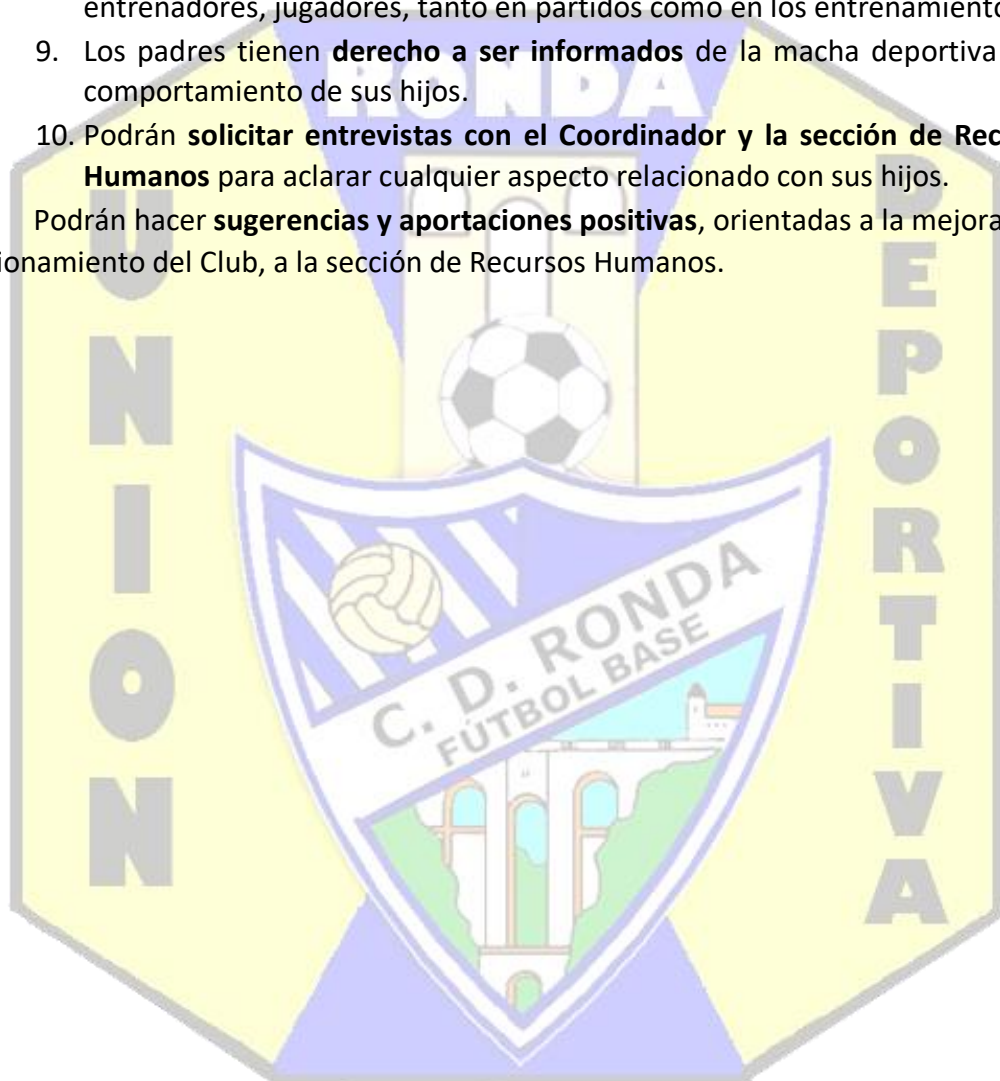 entrenadores, jugadores, tanto en partidos como en los entrenamiento
9. Los padres tienen derecho a ser informados de la macha deportiva
comportamiento de sus hijos.
10. Podrán solicitar entrevistas con el Coordinador y la sección de Rec
Humanos para aclarar cualquier aspecto relacionado con sus hijos.
Podrán hacer sugerencias y aportaciones positivas, orientadas a la mejora
ionamiento del Club, a la sección de Recursos Humanos.
RONDA
UNION
DEPORTIVA
C. D. RONDA
FÚTBOL BASE